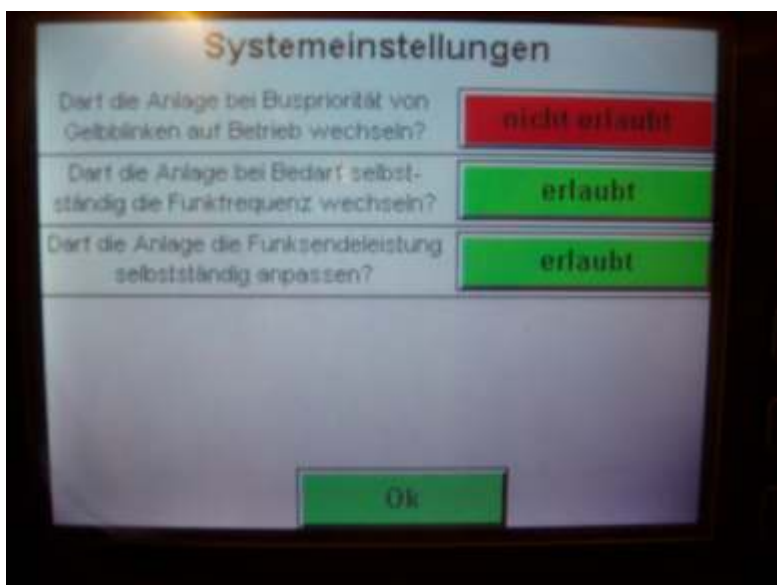 Systemeinstellungen
Darf die Anlage bei Buspriorität von
Gelbblinken auf Betrieb wechseln?
nicht erlaubt
Darf die Anlage bei Bedarf selbst-
ständig die Funkfrequenz wechseln?
erlaubt
Darf die Anlage die Funksendeleistung
selbstständig anpassen?
erlaubt
Ok